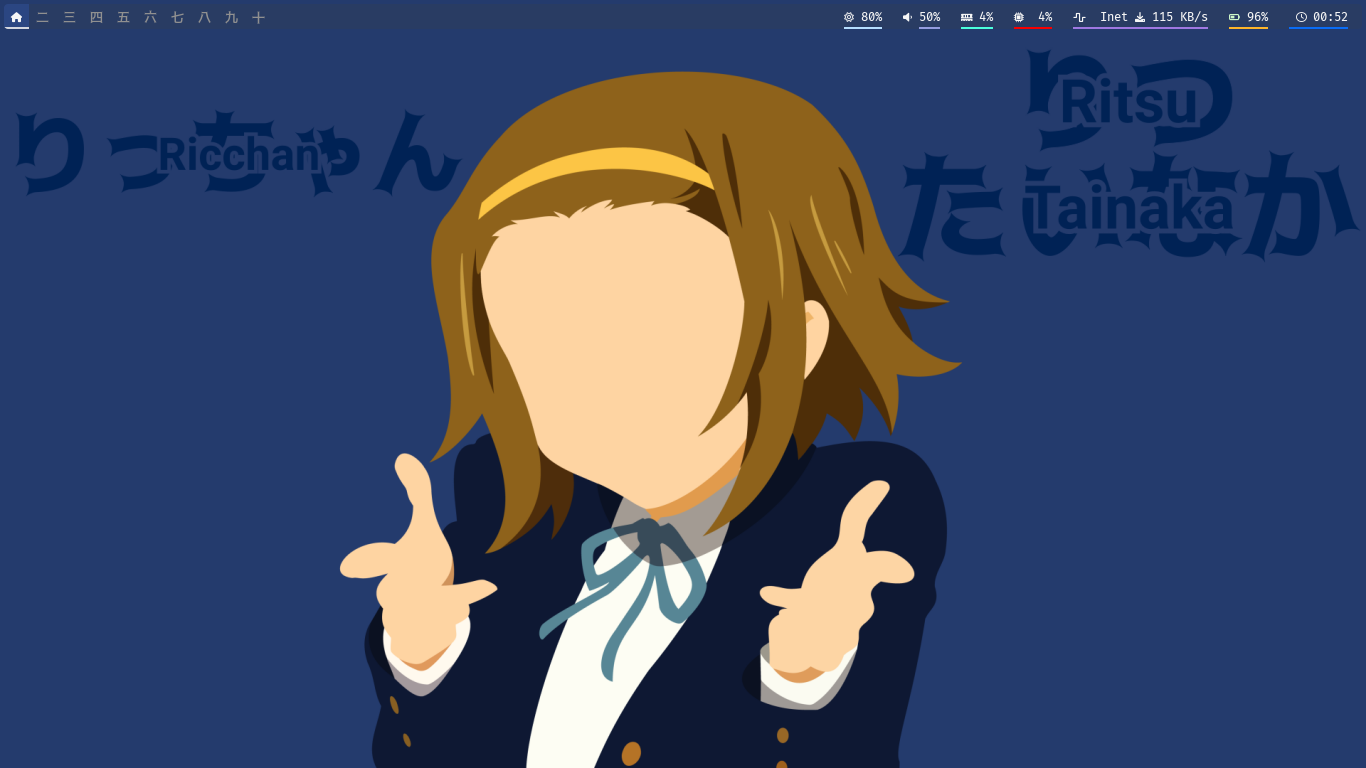 二 三 四 五 六 七 八 九 十
80% 50% 4% 4% Inet 115 KB/s 96% 00:52
りっちゃん
Ricchan
りつ
Ritsu
たいなか
Tainaka